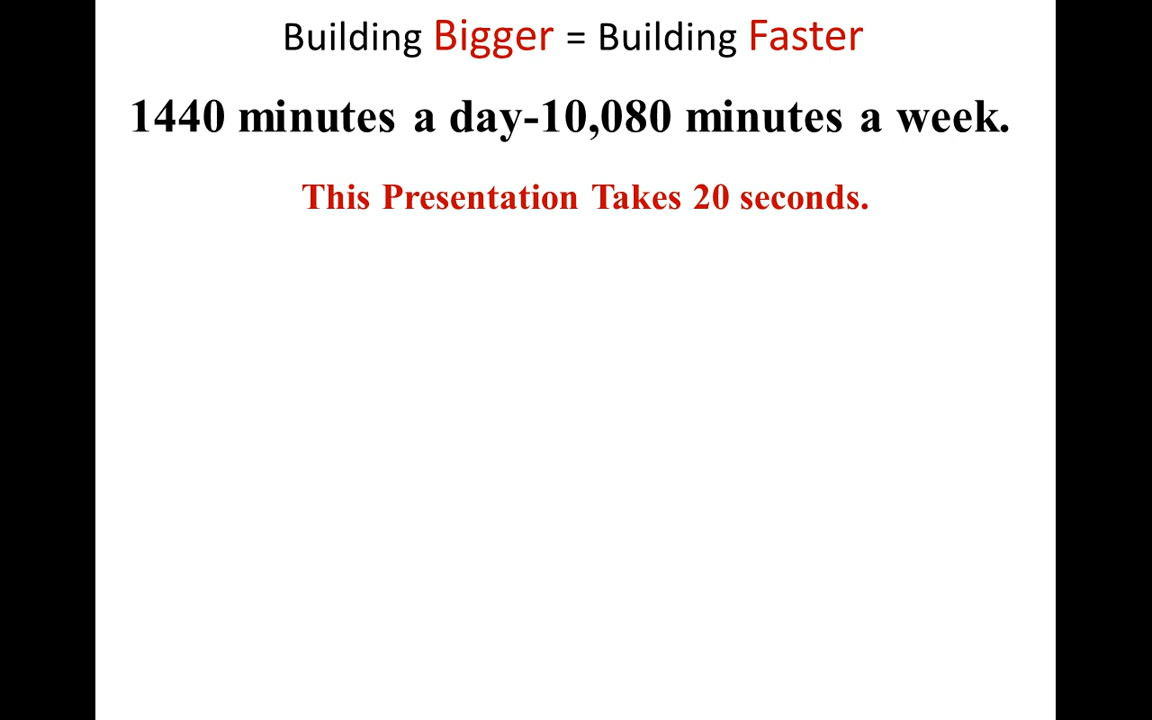 Building Bigger = Building Faster
1440 minutes a day-10,080 minutes a week.
This Presentation Takes 20 seconds.